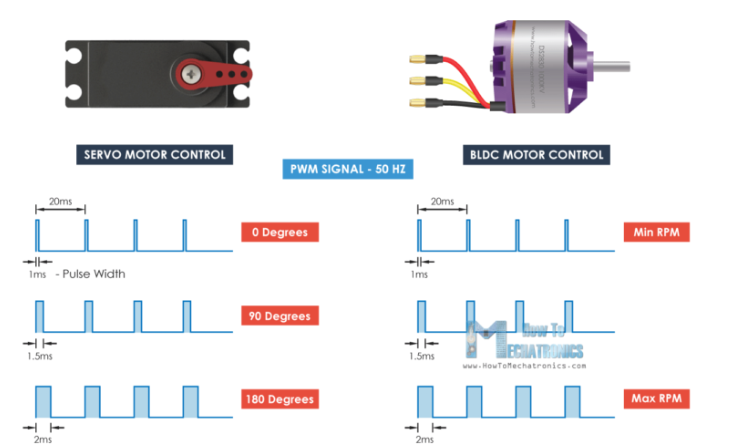 SERVO MOTOR CONTROL
BLDC MOTOR CONTROL
PWM SIGNAL - 50 HZ
20ms
0 Degrees
1ms - Pulse Width
90 Degrees
1.5ms
180 Degrees
2ms
20ms
Min RPM
1ms
1.5ms
How To
MECHATRONICS
www.HowToMechatronics.com
Max RPM
2ms